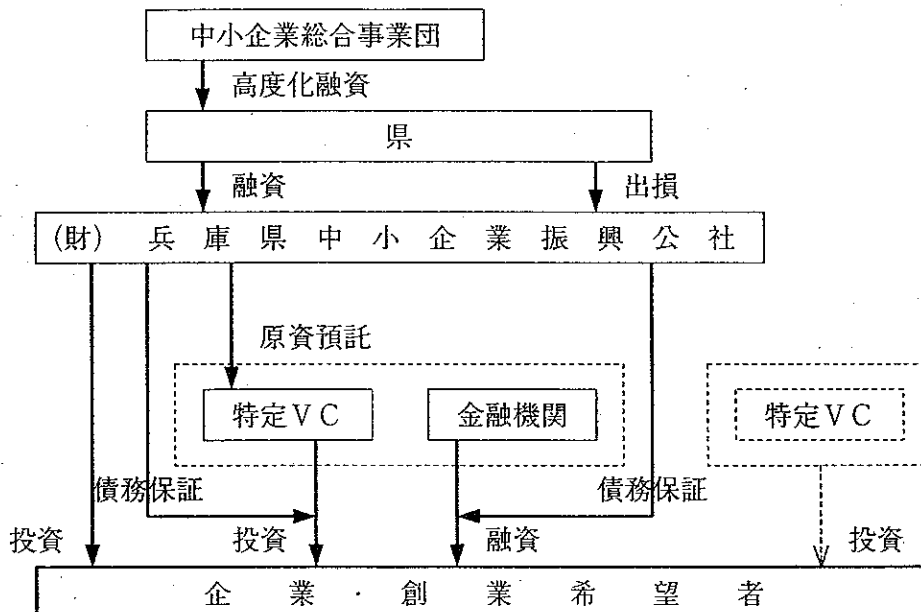 中小企業総合事業団
高度化融資
県
融資
出損
(財) 兵庫県中小企業振興公社
原資預託
特定VC
金融機関
特定VC
債務保証
債務保証
投資
投資
融資
投資
企業・創業希望者